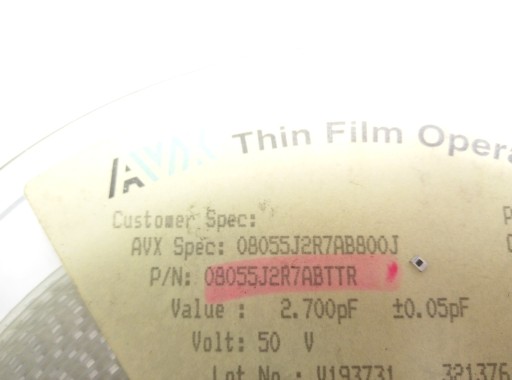 AVX Thin Film Opera
Customer Spec:
AVX Spec: 08055J2R7AB800J
P/N: 08055J2R7ABTTR
Value : 2.700pF ±0.05pF
Volt: 50 V
Lot No : V193731 321376